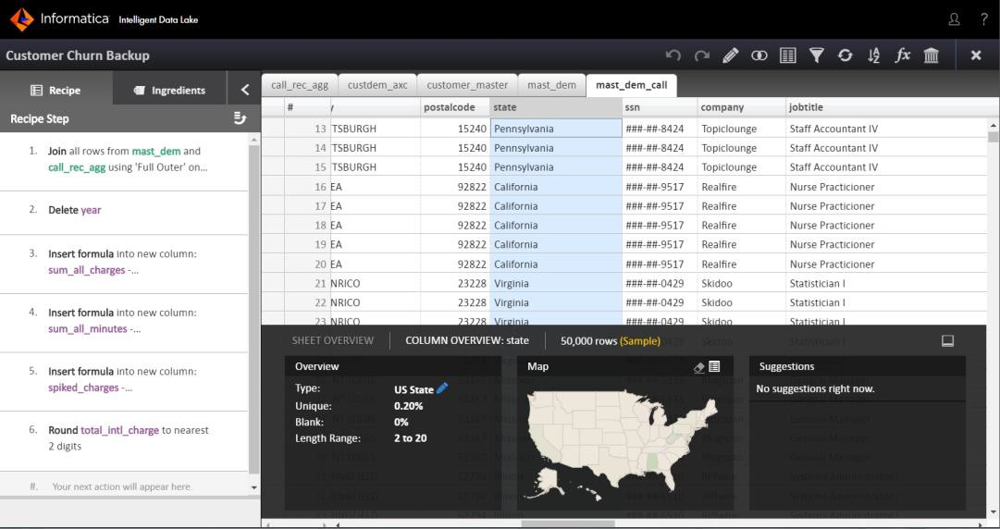 Informatica Intelligent Data Lake ?
Customer Churn Backup fx
Recipe Ingredients
Recipe Step
1. Join all rows from mast_dem and
call_rec_agg using 'Full Outer' on...
2. Delete year
3. Insert formula into new column:
sum_all_charges -...
4. Insert formula into new column:
sum_all_minutes -...
5. Insert formula into new column:
spiked_charges -...
6. Round total_intl_charge to nearest
2 digits
#. Your next action will appear here.
call_rec_agg custdem_axc customer_master mast_dem mast_dem_call
# y postalcode state ssn company jobtitle
13 TSBURGH 15240 Pennsylvania ###-##-8424 Topiclounge Staff Accountant IV
14 TSBURGH 15240 Pennsylvania ###-##-8424 Topiclounge Staff Accountant IV
15 TSBURGH 15240 Pennsylvania ###-##-8424 Topiclounge Staff Accountant IV
16 EA 92822 California ###-##-9517 Realfire Nurse Practicioner
17 EA 92822 California ###-##-9517 Realfire Nurse Practicioner
18 EA 92822 California ###-##-9517 Realfire Nurse Practicioner
19 EA 92822 California ###-##-9517 Realfire Nurse Practicioner
20 EA 92822 California ###-##-9517 Realfire Nurse Practicioner
21 NRICO 23228 Virginia ###-##-0429 Skidoo Statistician I
22 NRICO 23228 Virginia ###-##-0429 Skidoo Statistician I
23 NRICO 23228 Virginia ###-##-0429 Skidoo Statistician I
SHEET OVERVIEW COLUMN OVERVIEW: state 50,000 rows (Sample)
Overview Map Suggestions
Type: US State
Unique: 0.20%
Blank: 0%
Length Range: 2 to 20
No suggestions right now.